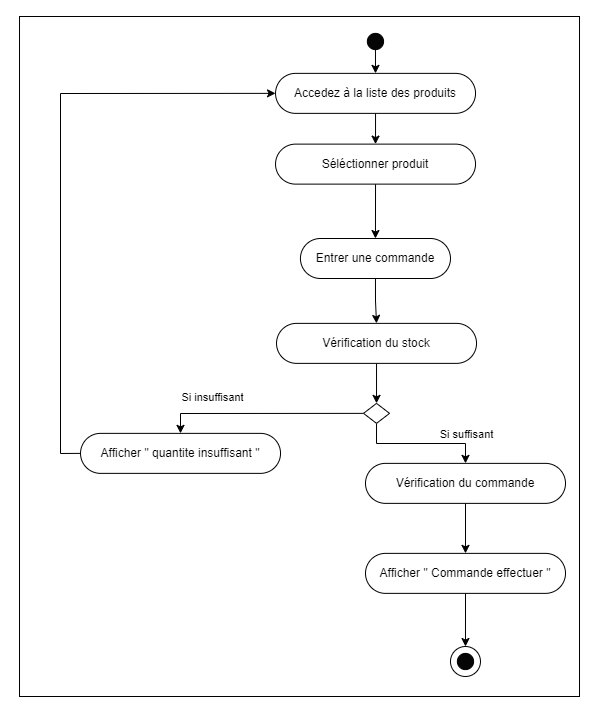 Accedez à la liste des produits
Séléctionner produit
Entrer une commande
Vérification du stock
Si insuffisant
Si suffisant
Afficher " quantite insuffisant "
Vérification du commande
Afficher " Commande effectuer "